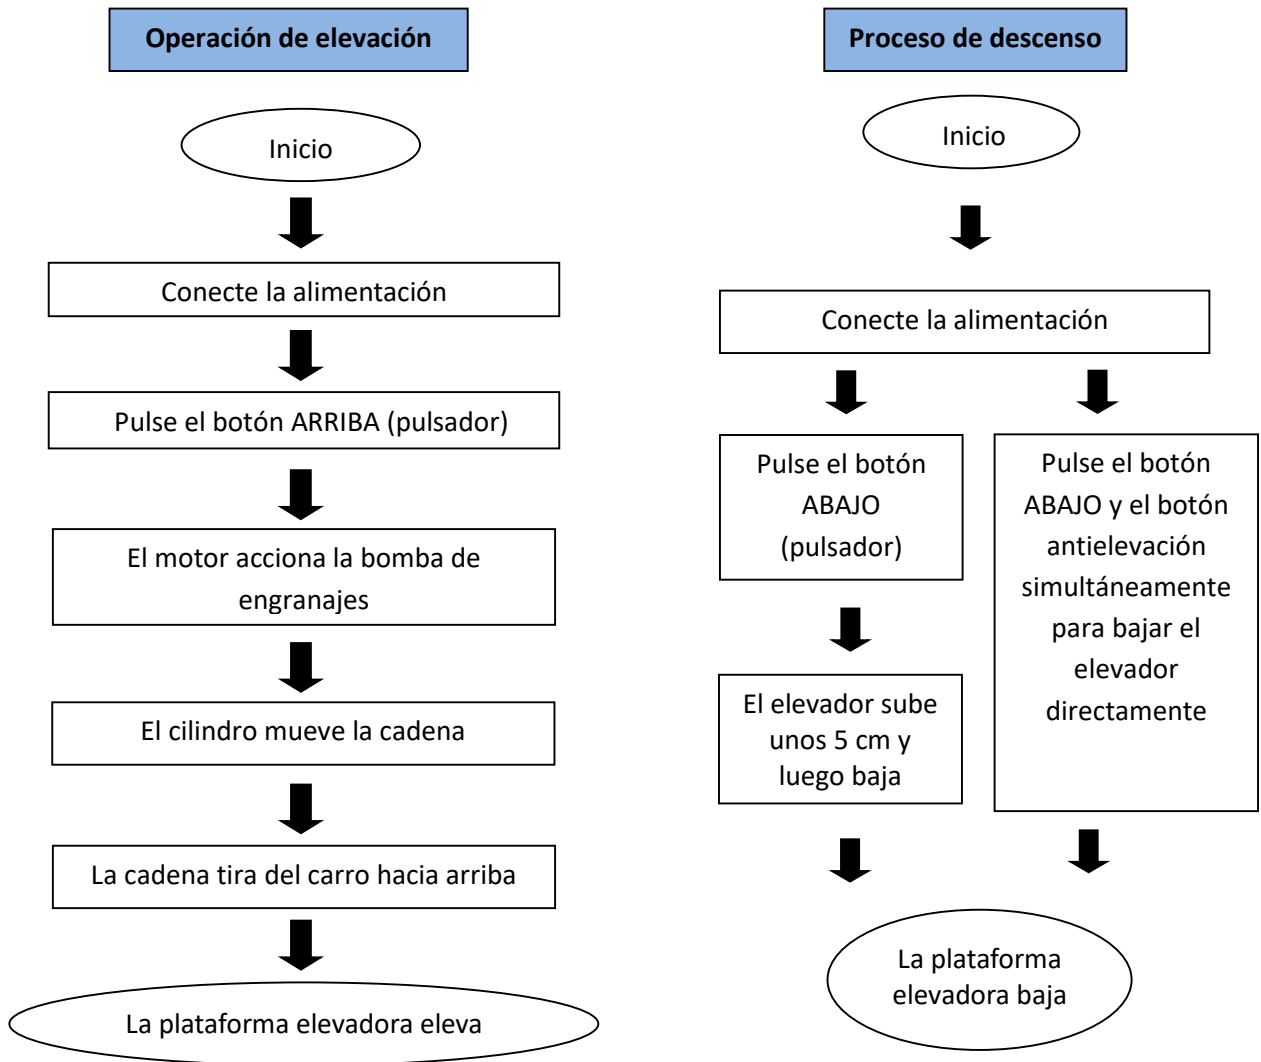 Operación de elevación
Inicio
Conecte la alimentación
Pulse el botón ARRIBA (pulsador)
El motor acciona la bomba de
engranajes
El cilindro mueve la cadena
La cadena tira del carro hacia arriba
La plataforma elevadora eleva
Proceso de descenso
Inicio
Conecte la alimentación
Pulse el botón
ABAJO
(pulsador)
El elevador sube
unos 5 cm y
luego baja
Pulse el botón
ABAJO y el botón
antielevación
simultáneamente
para bajar el
elevador
directamente
La plataforma
elevadora baja